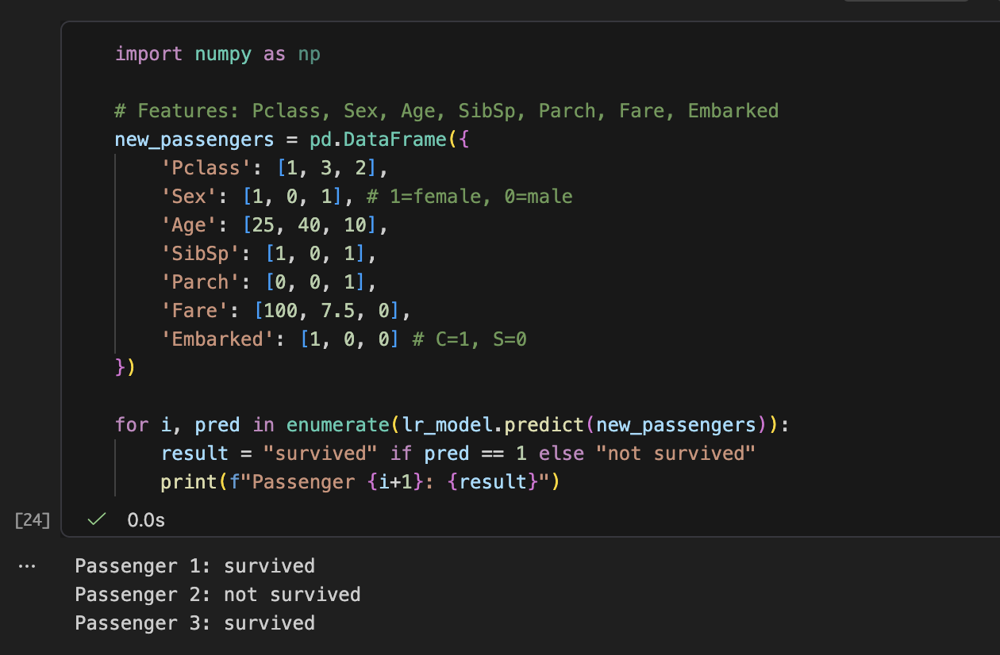 import numpy as np
# Features: Pclass, Sex, Age, SibSp, Parch, Fare, Embarked
new_passengers = pd.DataFrame({
    'Pclass': [1, 3, 2],
    'Sex': [1, 0, 1], # 1=female, 0=male
    'Age': [25, 40, 10],
    'SibSp': [1, 0, 1],
    'Parch': [0, 0, 1],
    'Fare': [100, 7.5, 0],
    'Embarked': [1, 0, 0] # C=1, S=0
})
for i, pred in enumerate(lr_model.predict(new_passengers)):
    result = "survived" if pred == 1 else "not survived"
    print(f"Passenger {i+1}: {result}")
[24] ✓ 0.0s
... Passenger 1: survived
Passenger 2: not survived
Passenger 3: survived